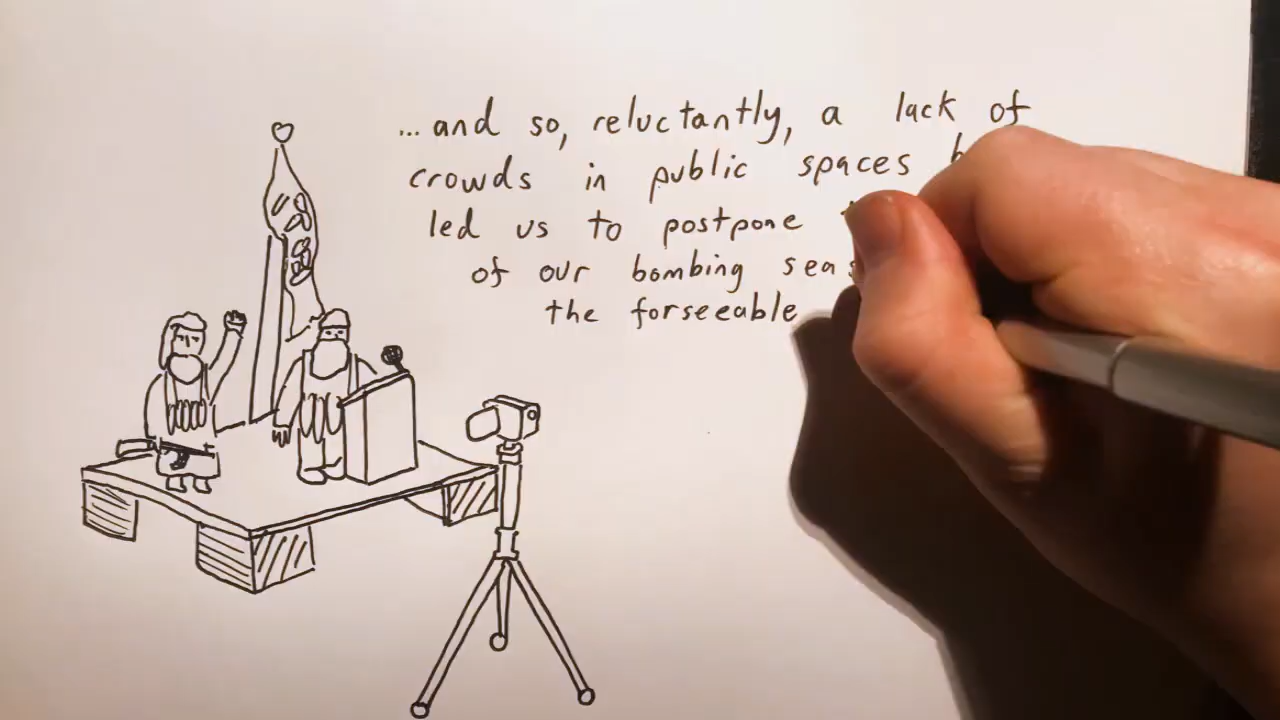 ...and so, reluctantly, a lack of
crowds in public spaces
led us to postpone
of our bombing
the forseeable